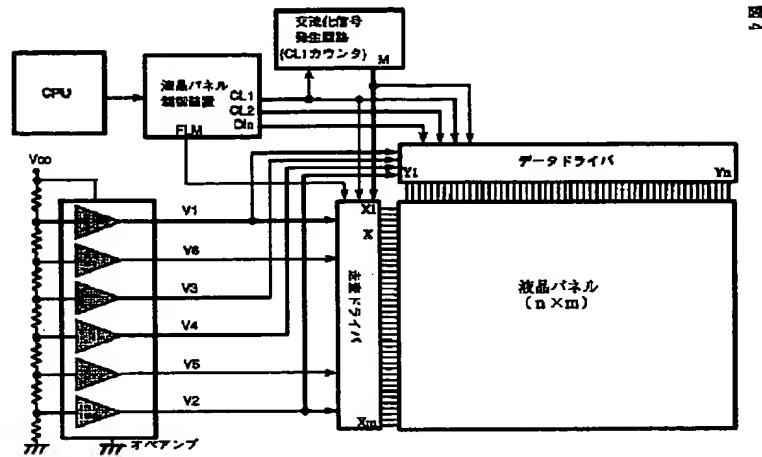 図4
交流化信号
発生回路
(CL1カウンタ)
M
CPU
液晶パネル
制御装置
CL1
CL2
Din
FLM
データドライバ
Y1
Yn
VCC
V1
V6
V3
V4
V5
V2
オペアンプ
X1
X
走査ドライバ
Xm
液晶パネル
(n×m)